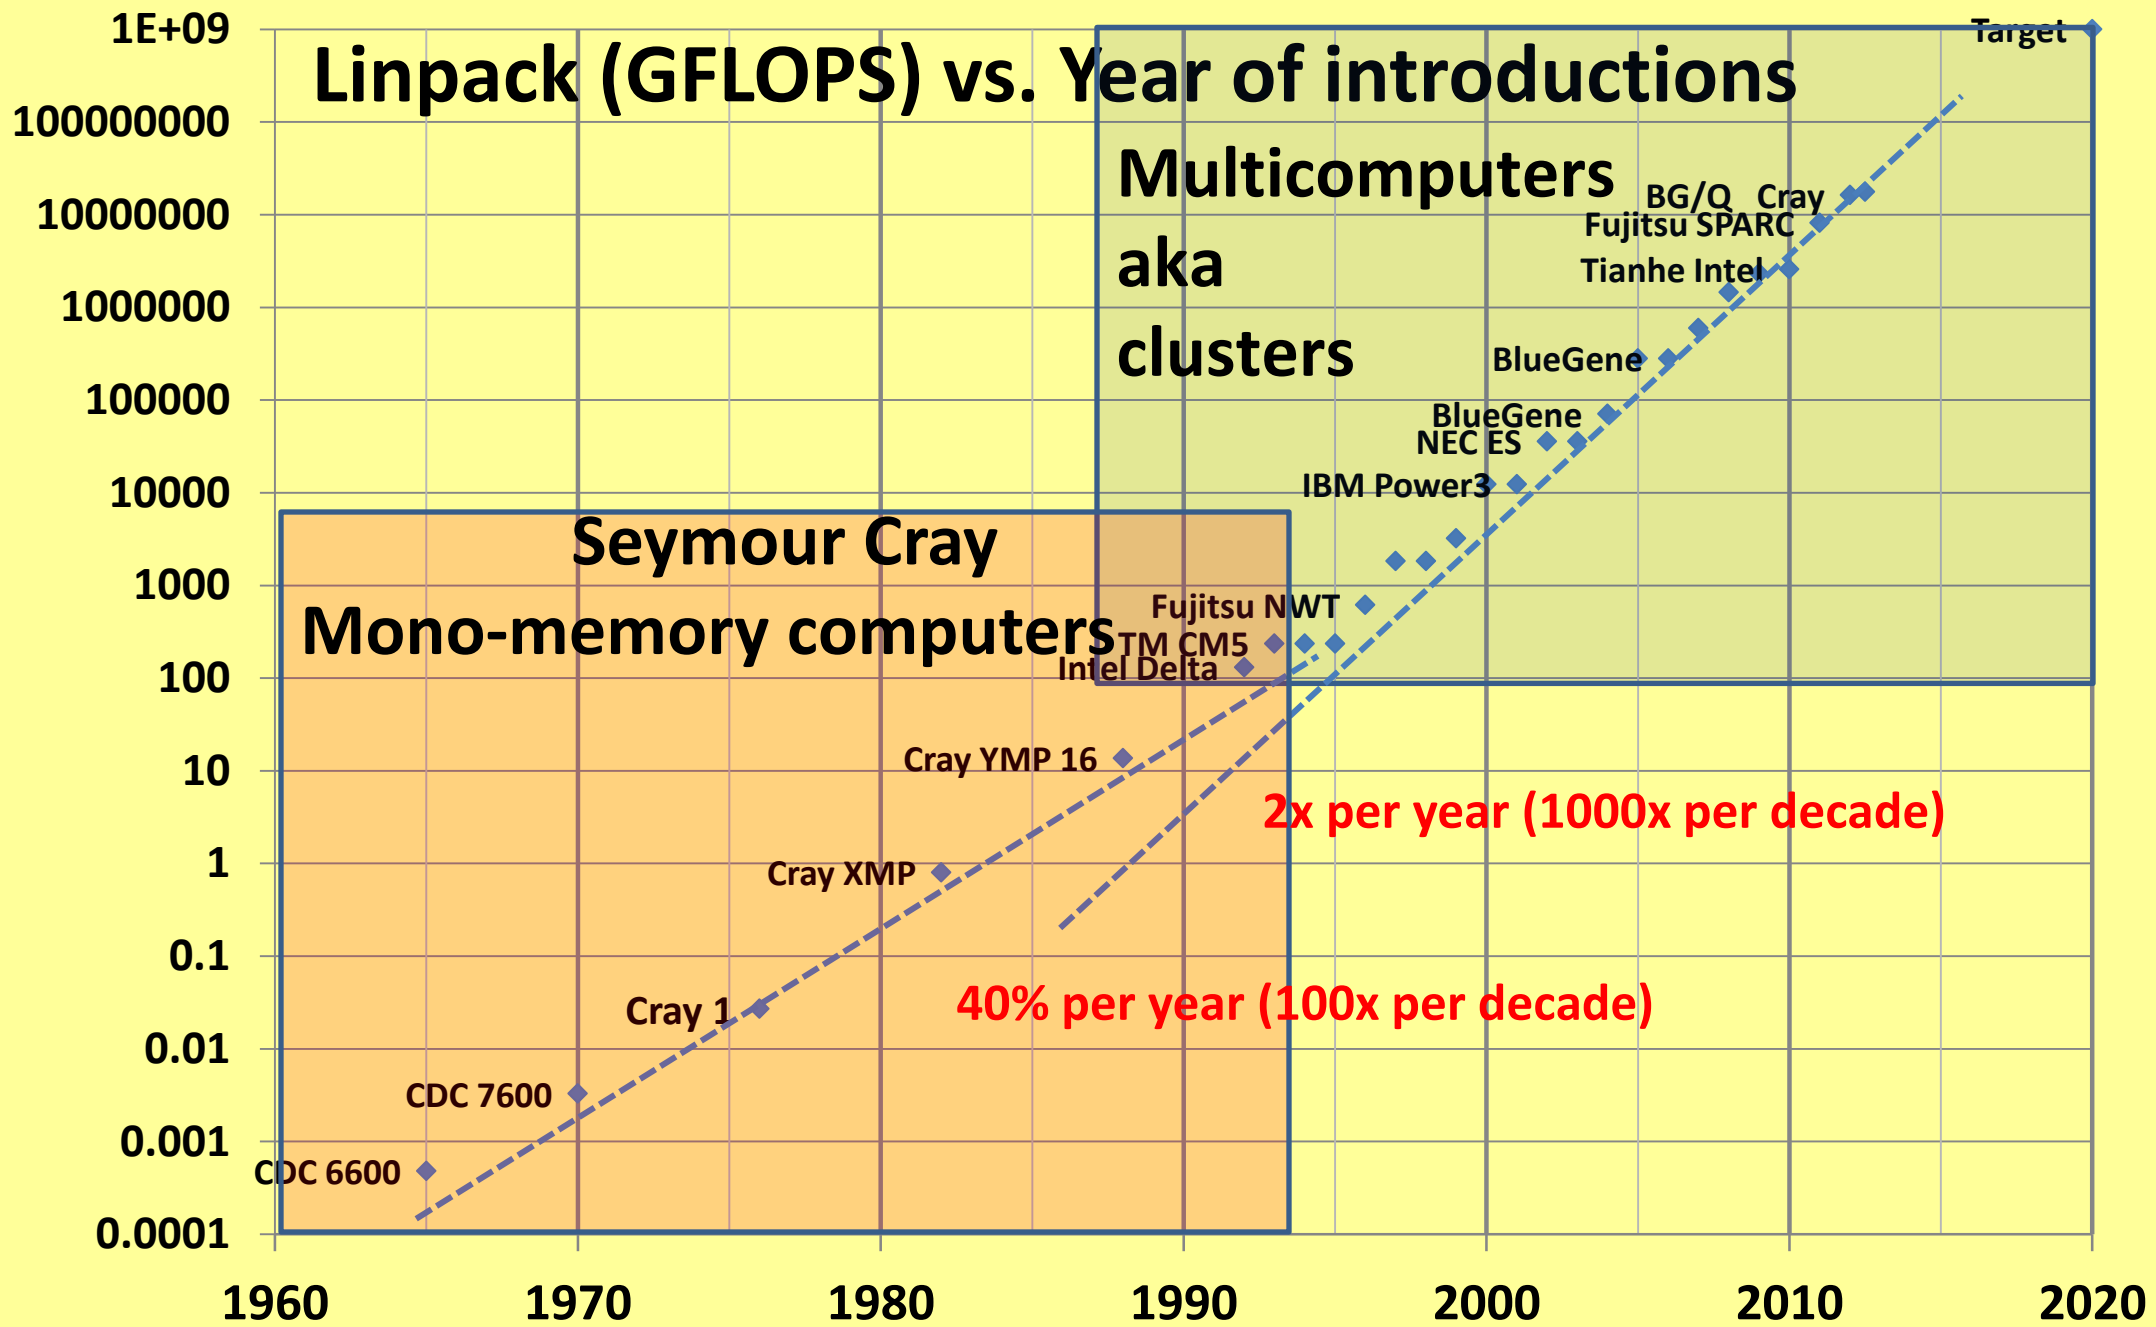 1E+09
100000000
10000000
1000000
100000
10000
1000
100
10
1
0.1
0.01
0.001
0.0001
Linpack (GFLOPS) vs. Year of introductions
Target
Multicomputers
aka
clusters
BG/Q Cray
Fujitsu SPARC
Tianhe Intel
BlueGene
BlueGene
NEC ES
IBM Power3
Seymour Cray
Mono-memory computers
Fujitsu NWT
TM CM5
Intel Delta
Cray YMP 16
2x per year (1000x per decade)
Cray XMP
40% per year (100x per decade)
Cray 1
CDC 7600
CDC 6600
1960 1970 1980 1990 2000 2010 2020